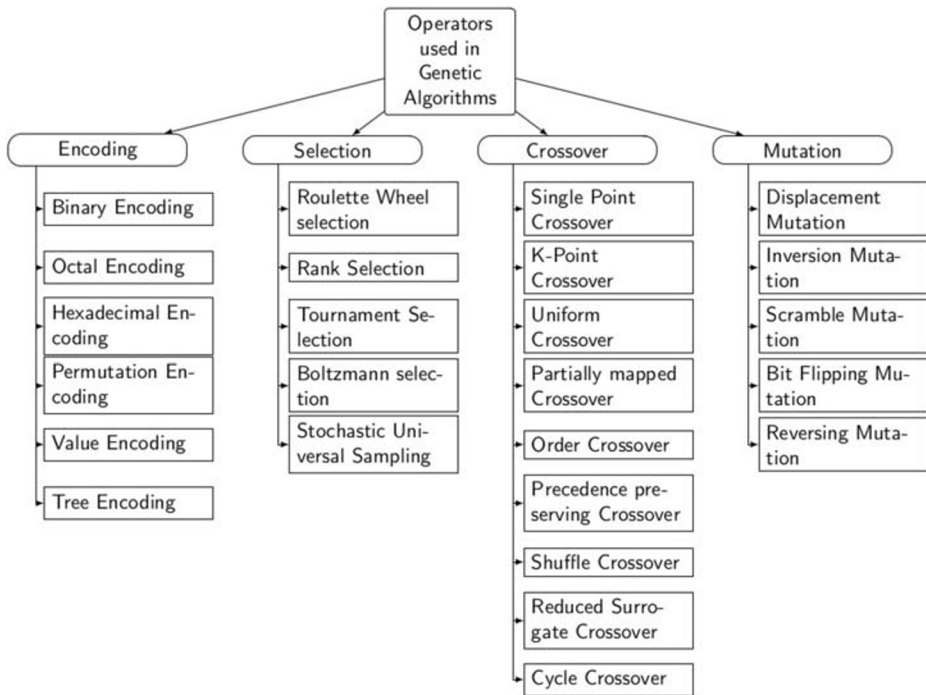 Operators
used in
Genetic
Algorithms
Encoding
Binary Encoding
Octal Encoding
Hexadecimal En-
coding
Permutation En-
coding
Value Encoding
Tree Encoding
Selection
Roulette Wheel
selection
Rank Selection
Tournament Se-
lection
Boltzmann selec-
tion
Stochastic Uni-
versal Sampling
Crossover
Single Point
Crossover
K-Point
Crossover
Uniform
Crossover
Partially mapped
Crossover
Order Crossover
Precedence pre-
serving Crossover
Shuffle Crossover
Reduced Surro-
gate Crossover
Cycle Crossover
Mutation
Displacement
Mutation
Inversion Muta-
tion
Scramble Muta-
tion
Bit Flipping Mu-
tation
Reversing Muta-
tion